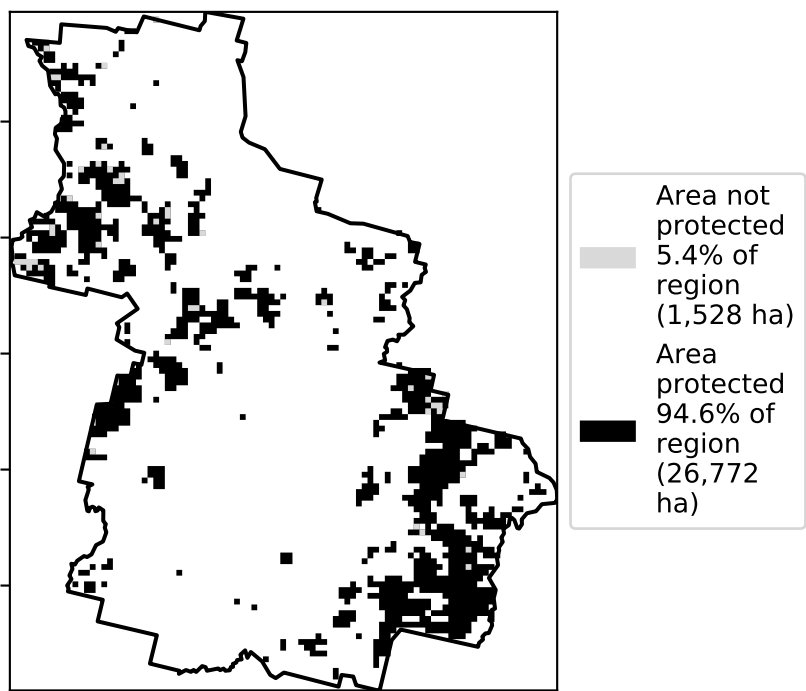 Area not
protected
5.4% of
region
(1,528 ha)
Area
protected
94.6% of
region
(26,772
ha)